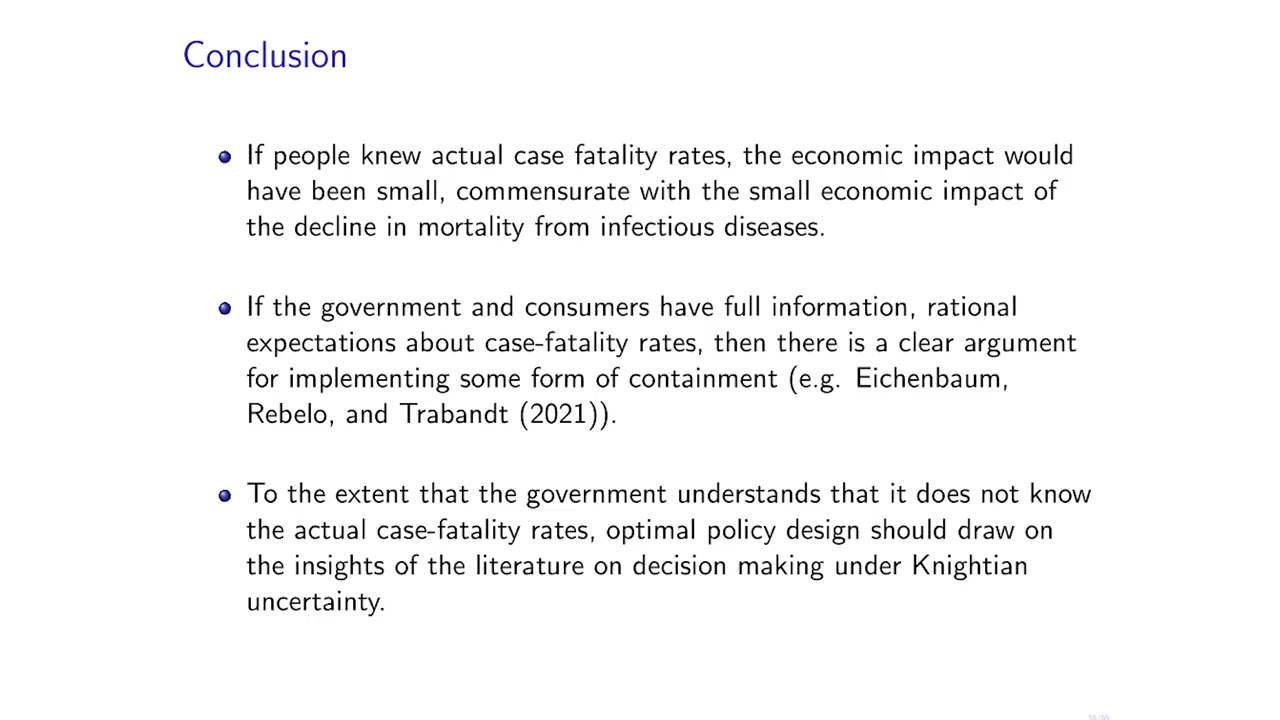 Conclusion
If people knew actual case fatality rates, the economic impact would
have been small, commensurate with the small economic impact of
the decline in mortality from infectious diseases.
If the government and consumers have full information, rational
expectations about case-fatality rates, then there is a clear argument
for implementing some form of containment (e.g. Eichenbaum,
Rebelo, and Trabandt (2021)).
To the extent that the government understands that it does not know
the actual case-fatality rates, optimal policy design should draw on
the insights of the literature on decision making under Knightian
uncertainty.
55/55